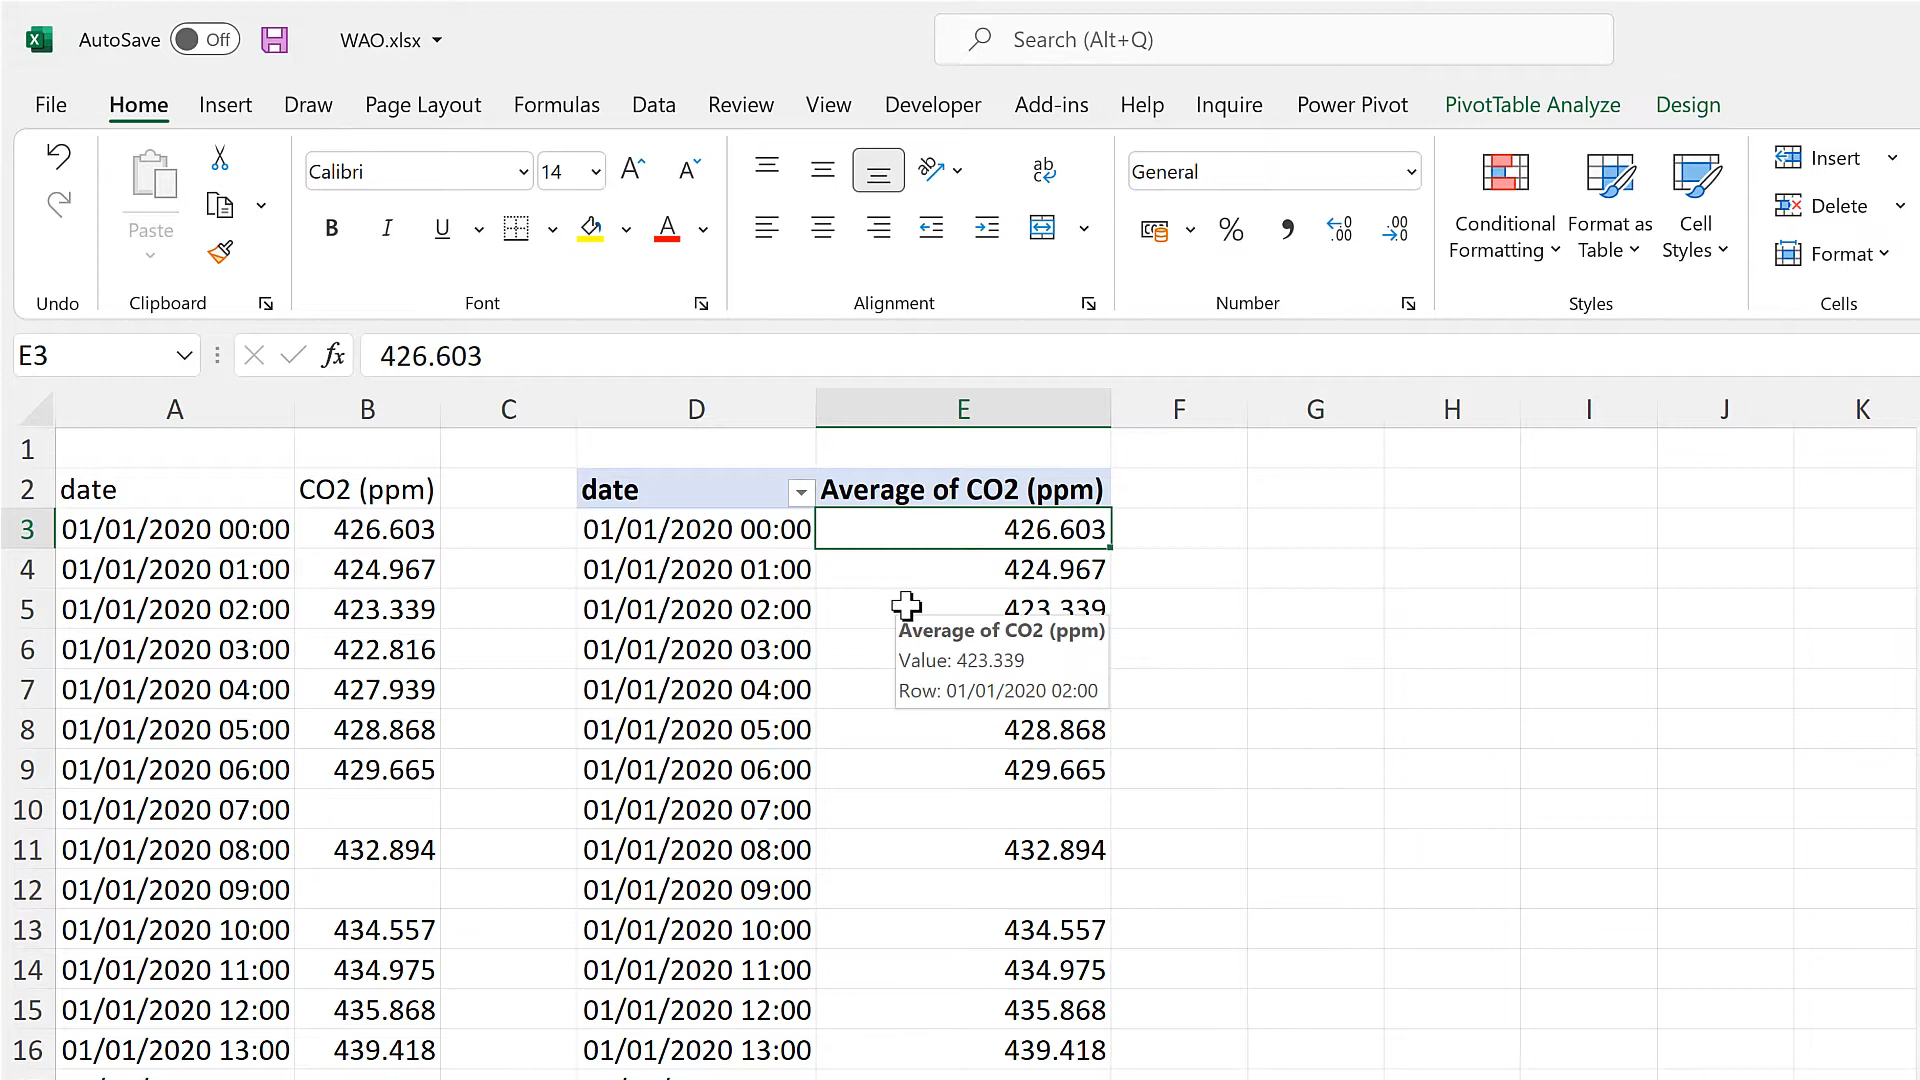 AutoSave Off WAO.xlsx Search (Alt+Q)
File Home Insert Draw Page Layout Formulas Data Review View Developer Add-ins Help Inquire Power Pivot PivotTable Analyze Design
Calibri 14 General
Paste
B I U A
ab
c
%
.00
.00
Conditional Formatting
Format as Table
Cell Styles
Insert
Delete
Format
Undo Clipboard Font Alignment Number Styles Cells
E3 fx 426.603
A B C D E F G H I J K
1
2 date CO2 (ppm) date Average of CO2 (ppm)
3 01/01/2020 00:00 426.603 01/01/2020 00:00 426.603
4 01/01/2020 01:00 424.967 01/01/2020 01:00 424.967
5 01/01/2020 02:00 423.339 01/01/2020 02:00 423.339
Average of CO2 (ppm)
Value: 423.339
Row: 01/01/2020 02:00
6 01/01/2020 03:00 422.816 01/01/2020 03:00
7 01/01/2020 04:00 427.939 01/01/2020 04:00
8 01/01/2020 05:00 428.868 01/01/2020 05:00 428.868
9 01/01/2020 06:00 429.665 01/01/2020 06:00 429.665
10 01/01/2020 07:00 01/01/2020 07:00
11 01/01/2020 08:00 432.894 01/01/2020 08:00 432.894
12 01/01/2020 09:00 01/01/2020 09:00
13 01/01/2020 10:00 434.557 01/01/2020 10:00 434.557
14 01/01/2020 11:00 434.975 01/01/2020 11:00 434.975
15 01/01/2020 12:00 435.868 01/01/2020 12:00 435.868
16 01/01/2020 13:00 439.418 01/01/2020 13:00 439.418